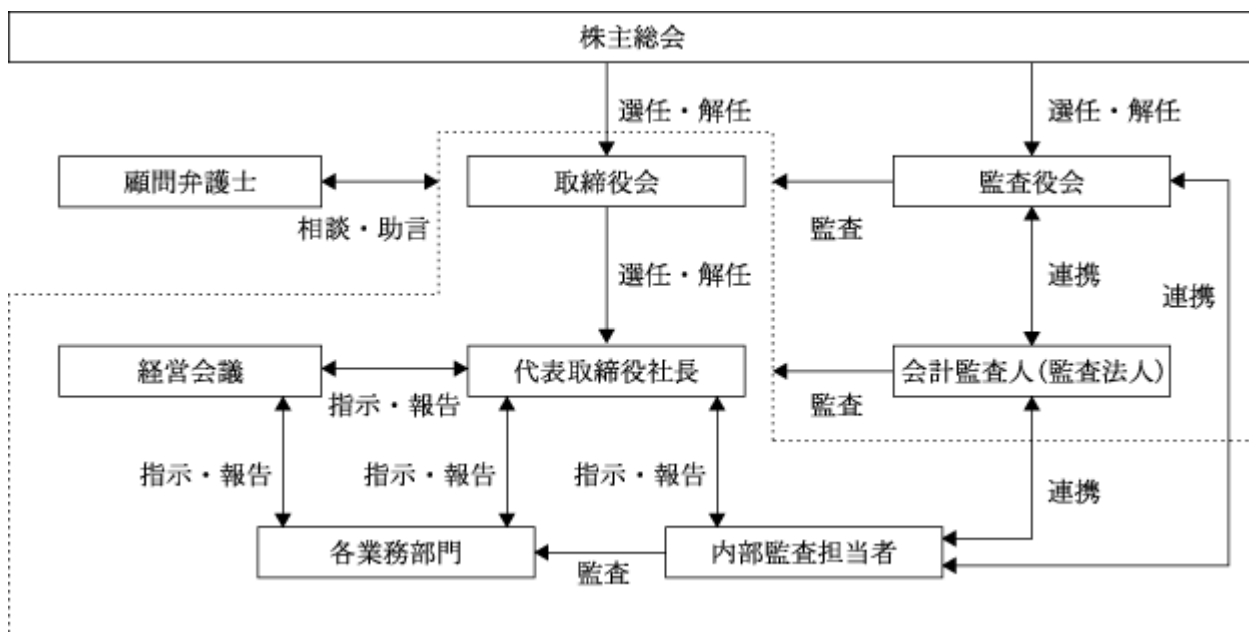 株主総会
選任・解任
選任・解任
顧問弁護士
取締役会
監査役会
相談・助言
監査
選任・解任
連携
連携
経営会議
代表取締役社長
会計監査人(監査法人)
指示・報告
監査
指示・報告
指示・報告
指示・報告
連携
各業務部門
内部監査担当者
監査